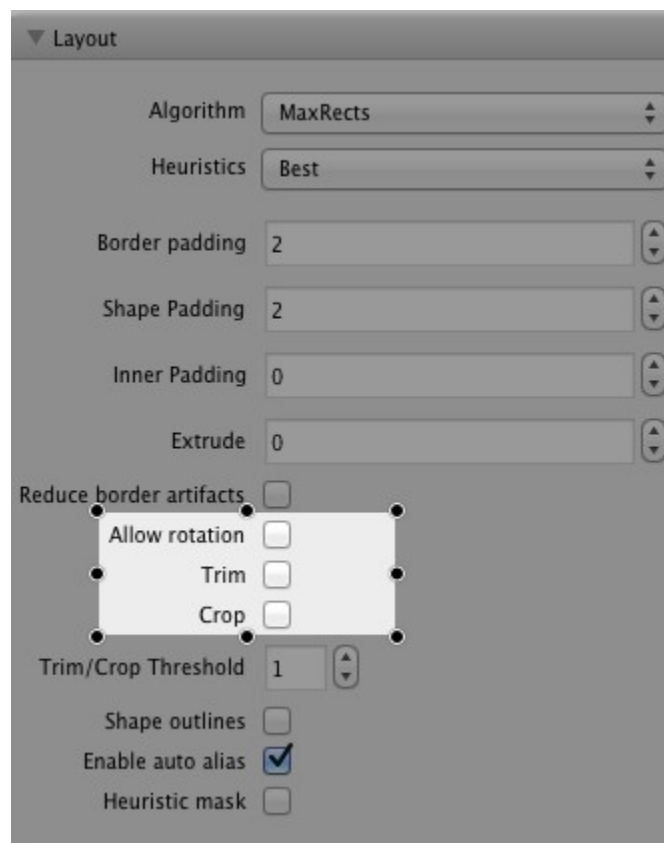 Layout
Algorithm MaxRects
Heuristics Best
Border padding 2
Shape Padding 2
Inner Padding 0
Extrude 0
Reduce border artifacts
Allow rotation
Trim
Crop
Trim/Crop Threshold 1
Shape outlines
Enable auto alias
Heuristic mask